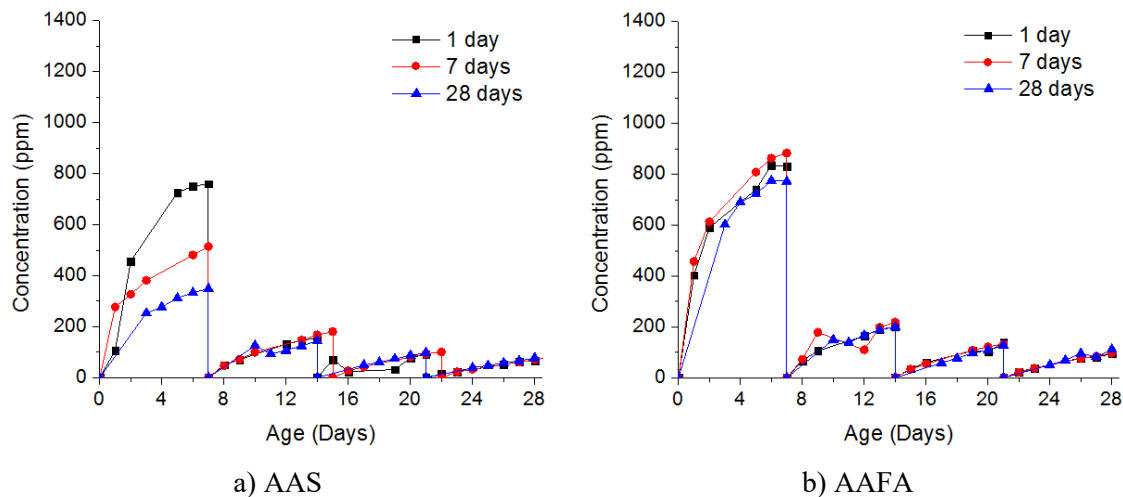 1400
1200
1000
800
600
400
200
0
Concentration (ppm)
1 day
7 days
28 days
0 4 8 12 16 20 24 28
Age (Days)
a) AAS
1400
1200
1000
800
600
400
200
0
Concentration (ppm)
1 day
7 days
28 days
0 4 8 12 16 20 24 28
Age (Days)
b) AAFA